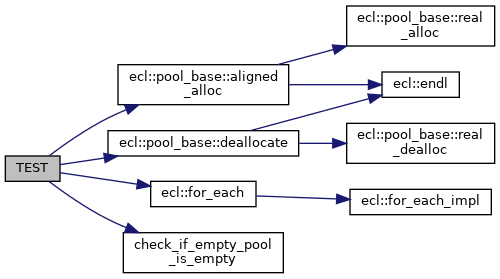 TEST
ecl::pool_base::aligned
_alloc
ecl::pool_base::real
_alloc
ecl::endl
ecl::pool_base::deallocate
ecl::pool_base::real
_dealloc
ecl::for_each
ecl::for_each_impl
check_if_empty_pool
_is_empty